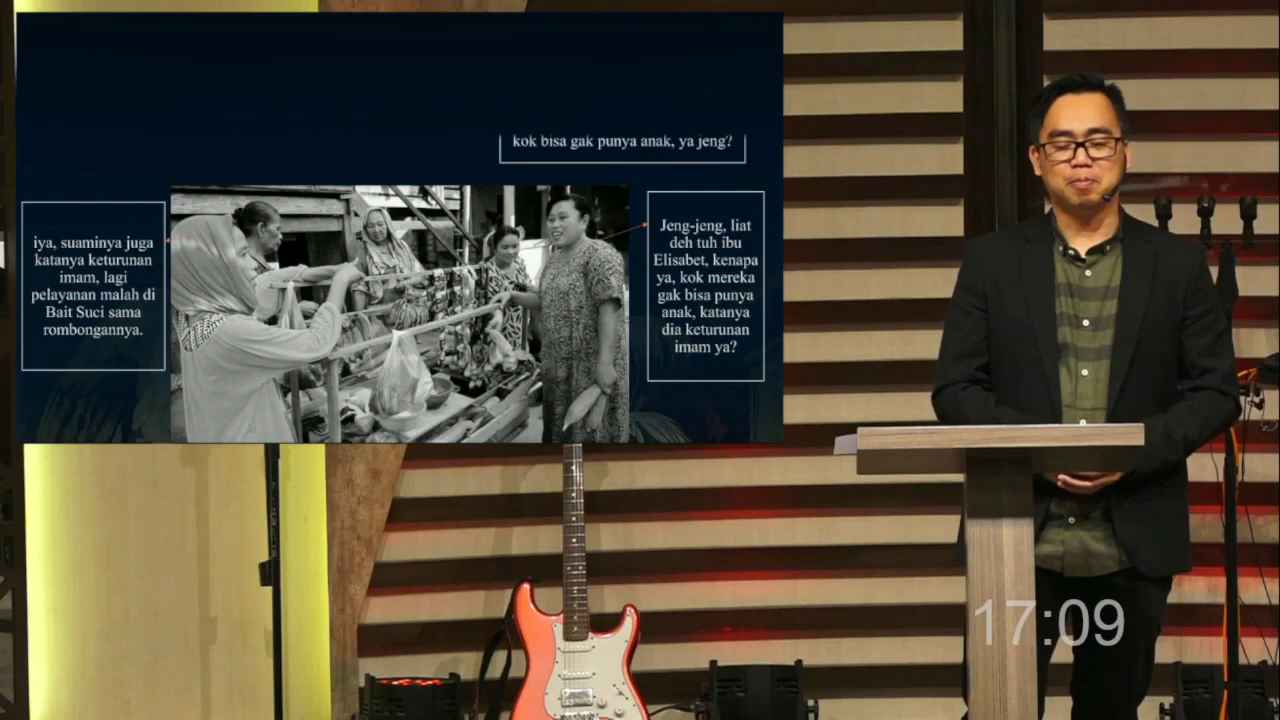 kok bisa gak punya anak, ya jeng?
iya, suaminya juga
katanya keturunan
imam, lagi
pelayanan malah di
Bait Suci sama
rombongannya.
Jeng-jeng, liat
deh tuh ibu
Elisabet, kenapa
ya, kok mereka
gak bisa punya
anak, katanya
dia keturunan
imam ya?
17:09